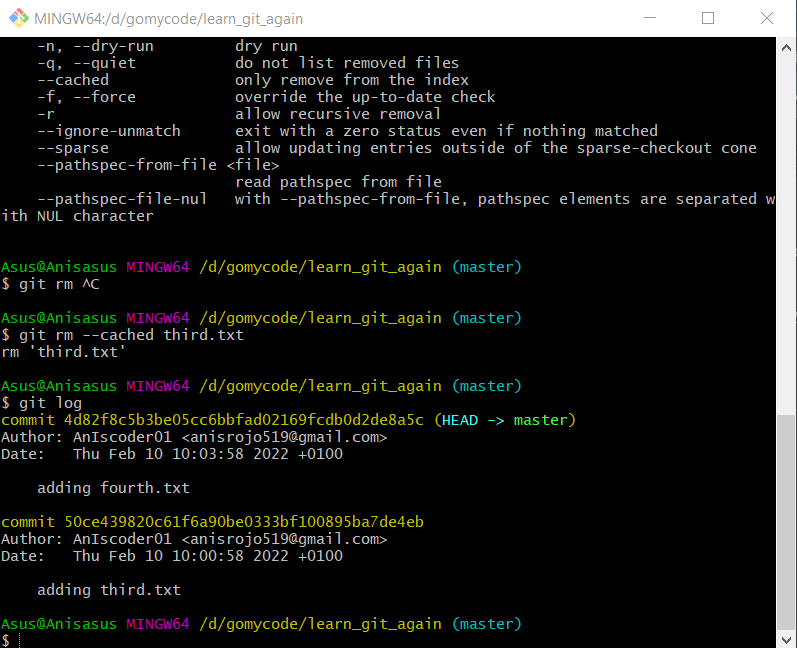 MINGW64:/d/gomycode/learn_git_again
-n, --dry-run         dry run
-q, --quiet           do not list removed files
--cached              only remove from the index
-f, --force           override the up-to-date check
-r                    allow recursive removal
--ignore-unmatch      exit with a zero status even if nothing matched
--sparse              allow updating entries outside of the sparse-checkout cone
--pathspec-from-file <file>
read pathspec from file
--pathspec-file-nul   with --pathspec-from-file, pathspec elements are separated w
ith NUL character
Asus@Anisasus MINGW64 /d/gomycode/learn_git_again (master)
$ git rm ^C
Asus@Anisasus MINGW64 /d/gomycode/learn_git_again (master)
$ git rm --cached third.txt
rm 'third.txt'
Asus@Anisasus MINGW64 /d/gomycode/learn_git_again (master)
$ git log
commit 4d82f8c5b3be05cc6bbfad02169fcdb0d2de8a5c (HEAD -> master)
Author: AnIscoder01 <anisrojo519@gmail.com>
Date:   Thu Feb 10 10:03:58 2022 +0100
adding fourth.txt
commit 50ce439820c61f6a90be0333bf100895ba7de4eb
Author: AnIscoder01 <anisrojo519@gmail.com>
Date:   Thu Feb 10 10:00:58 2022 +0100
adding third.txt
Asus@Anisasus MINGW64 /d/gomycode/learn_git_again (master)
$